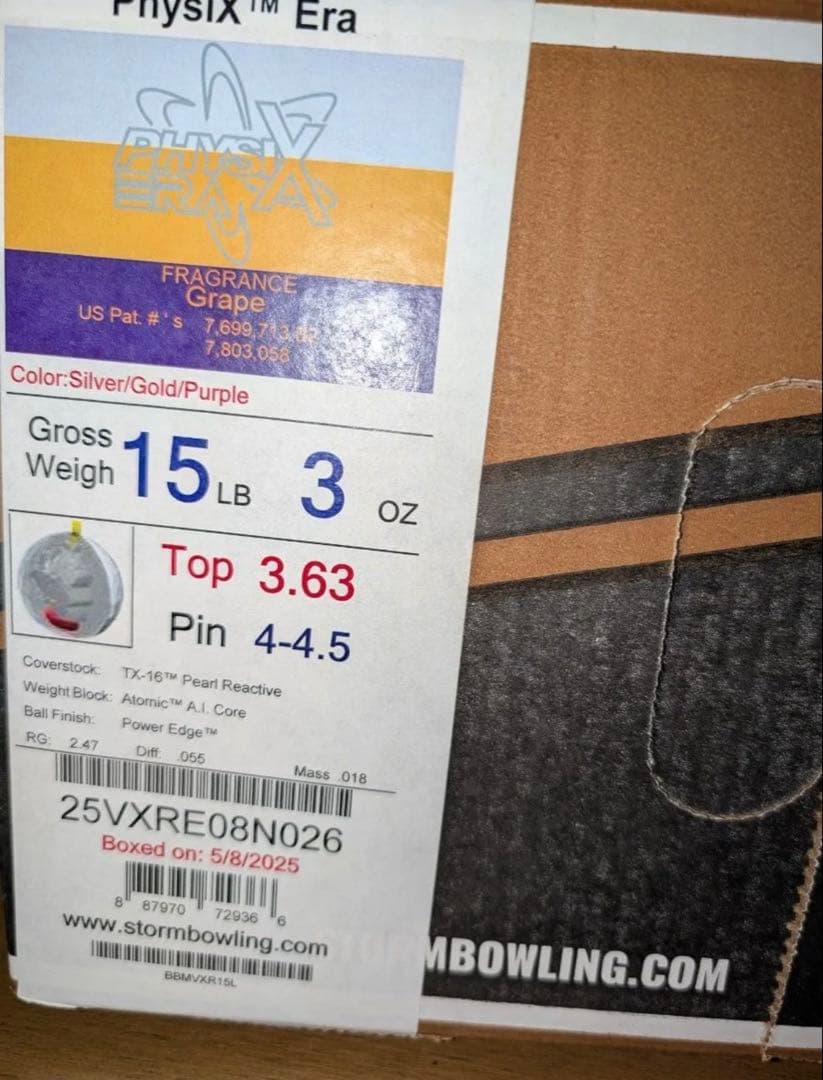 PhysiX™ Era
PHYSIX
ERA
FRAGRANCE
Grape
US Pat. #'s 7,699,713
7,803,058
Color:Silver/Gold/Purple
Gross
Weigh 15 LB 3 OZ
Top 3.63
Pin 4-4.5
Coverstock: TX-16™ Pearl Reactive
Weight Block: Atomic™ A.I. Core
Ball Finish: Power Edge™
RG: 2.47 Diff: .055 Mass .018
25VXRE08N026
Boxed on: 5/8/2025
8 87970 72936 6
www.stormbowling.com
BBMVXR15L
STORMBOWLING.COM